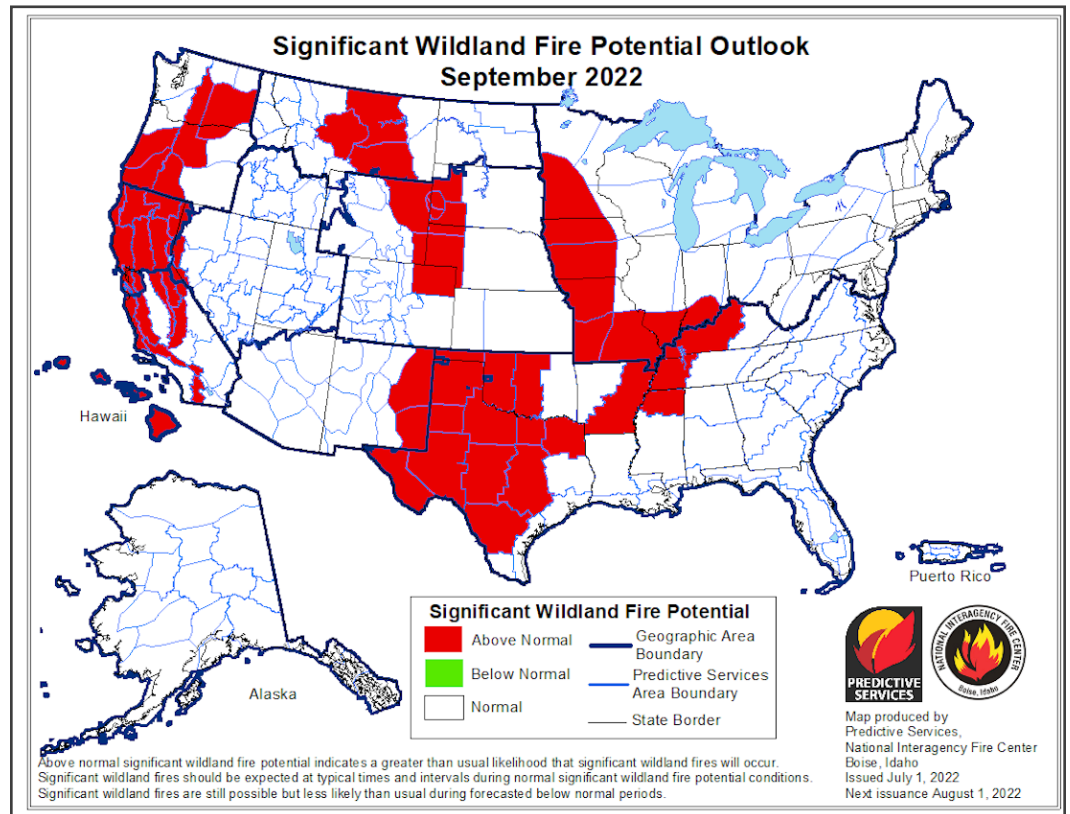 Significant Wildland Fire Potential Outlook
September 2022
Hawaii
Alaska
Puerto Rico
Significant Wildland Fire Potential
Above Normal
Below Normal
Normal
Geographic Area
Boundary
Predictive Services
Area Boundary
State Border
PREDICTIVE
SERVICES
NATIONAL INTERAGENCY FIRE CENTER
Boise, Idaho
Map produced by
Predictive Services,
National Interagency Fire Center
Boise, Idaho
Issued July 1, 2022
Next issuance August 1, 2022
Above normal significant wildland fire potential indicates a greater than usual likelihood that significant wildland fires will occur.
Significant wildland fires should be expected at typical times and intervals during normal significant wildland fire potential conditions.
Significant wildland fires are still possible but less likely than usual during forecasted below normal periods.